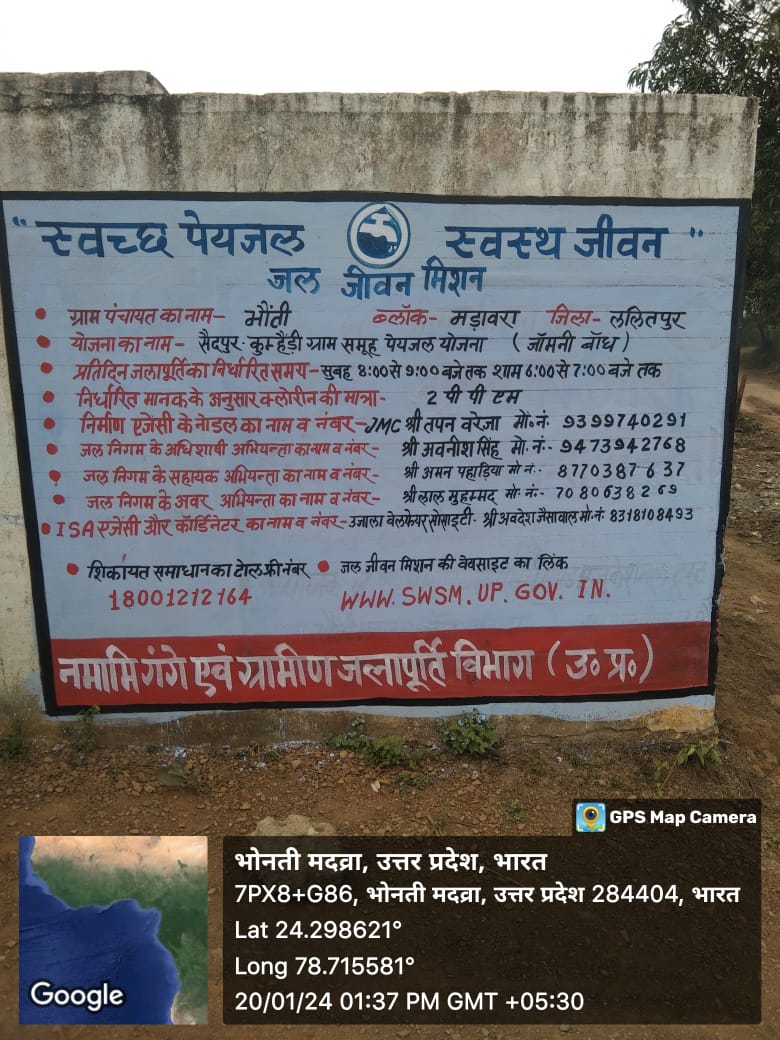 " स्वच्छ पेयजल स्वस्थ जीवन "
जल जीवन मिशन
• ग्राम पंचायत का नाम- भौंती ब्लॉक- मड़ावरा जिला- ललितपुर
• योजना का नाम- सैदपुर-कुम्हैड़ी ग्राम समूह पेयजल योजना (जॉमनी बाँध)
• प्रतिदिन जलापूर्ति का निर्धारित समय- सुबह 8:00 से 9:00 बजे तक शाम 6:00 से 7:00 बजे तक
• निर्धारित मानक के अनुसार क्लोरीन की मात्रा- 2 पी पी एम
• निर्माण एजेसी के नोडल का नाम व नंबर- JMC श्री तपन वरेजा मो. नं. 9399740291
• जल निगम के अधिशाषी अभियन्ता का नाम व नंबर- श्री अवनीश सिंह मो. नं.- 9473942768
• जल निगम के सहायक अभियन्ता का नाम व नंबर- श्री अमन पहाड़िया मो नं.- 8770387637
• जल निगम के अवर अभियन्ता का नाम व नंबर- श्री लाल मुहम्मद मो. नं.- 7080638269
• ISA एजेसी और कॉर्डिनेटर का नाम व नंबर- उजाला वेलफेयर सोसाइटी- श्री अवदेश जैसावाल मो. नं. 8318108493
• शिकायत समाधान का टोल फ्री नंबर • जल जीवन मिशन की वेवसाइट का लिंक
18001212164 WWW.SWSM.UP.GOV.IN.
नमामि गंगे एवं ग्रामीण जलापूर्ति विभाग (उ० प्र०)
GPS Map Camera
भोनती मदव्रा, उत्तर प्रदेश, भारत
7PX8+G86, भोनती मदव्रा, उत्तर प्रदेश 284404, भारत
Lat 24.298621°
Long 78.715581°
20/01/24 01:37 PM GMT +05:30
Google